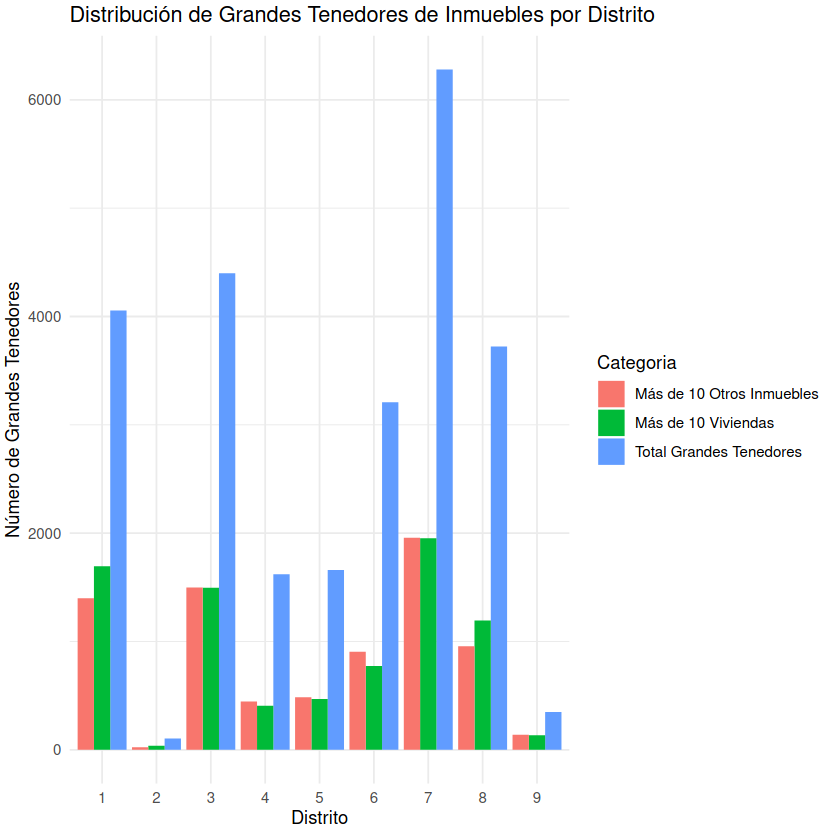 Distribución de Grandes Tenedores de Inmuebles por Distrito
Número de Grandes Tenedores
6000
4000
2000
0
1 2 3 4 5 6 7 8 9
Distrito
Categoria
Más de 10 Otros Inmuebles
Más de 10 Viviendas
Total Grandes Tenedores